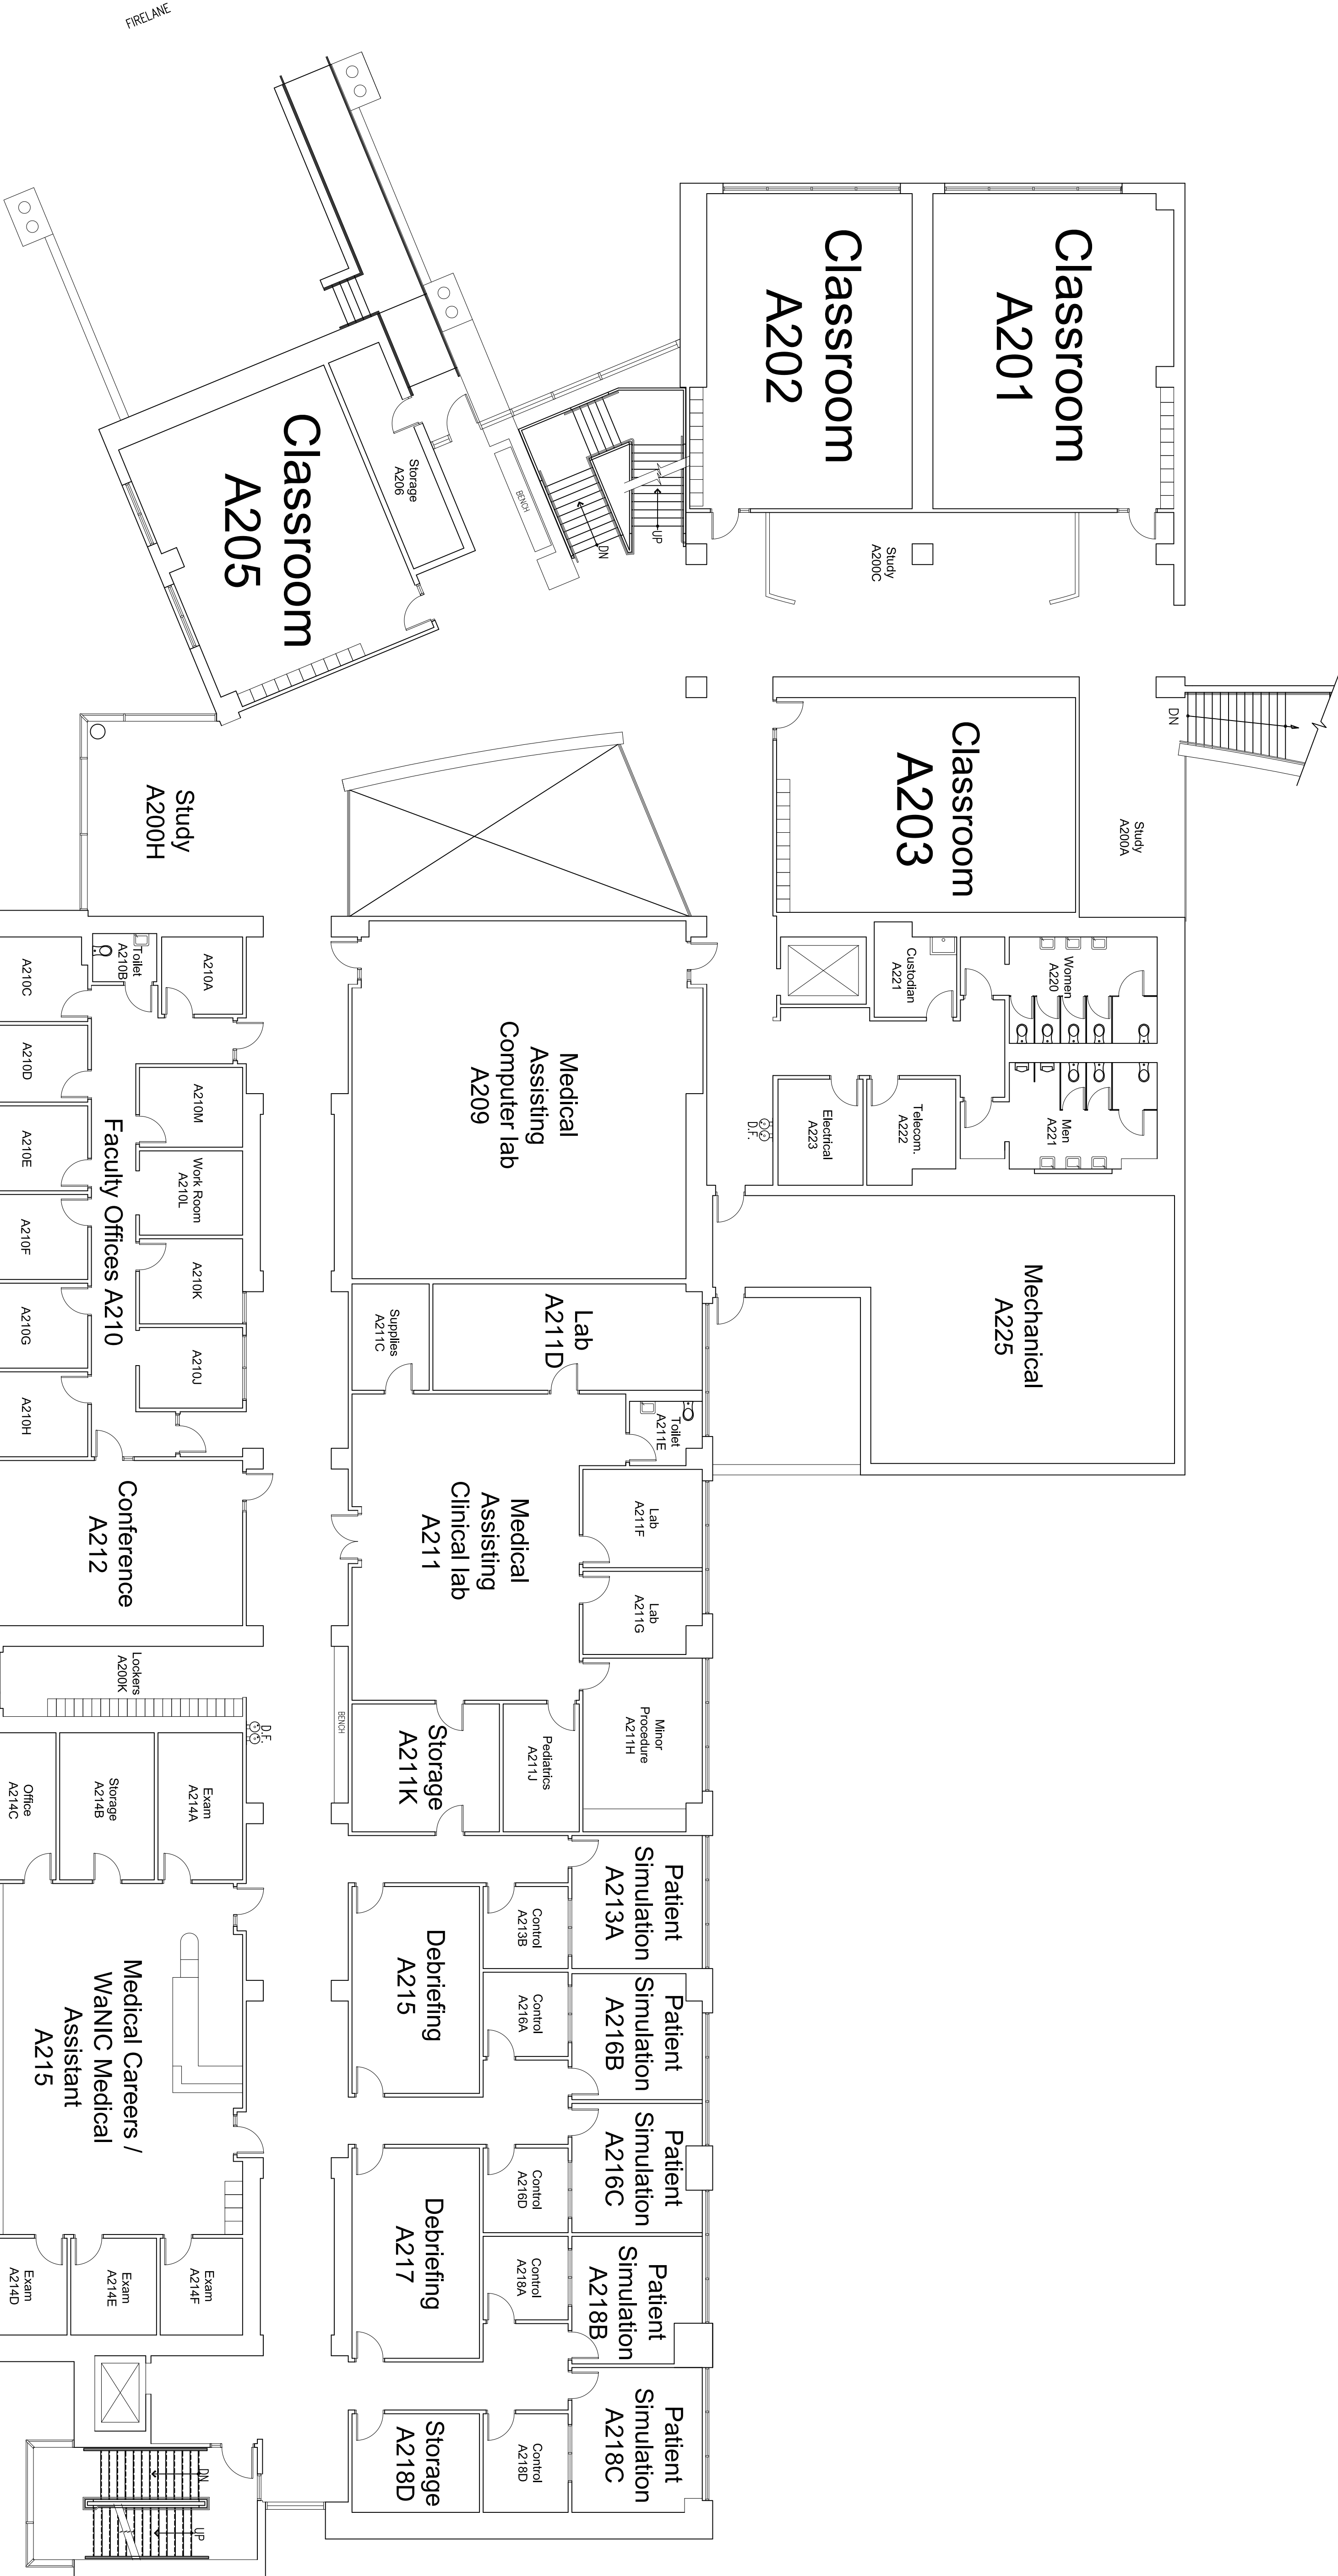 FIRELANE
Classroom
A201
Classroom
A202
Study
A200C
UP
DN
BENCH
Storage
A206
Classroom
A205
DN
Study
A200A
Classroom
A203
Study
A200H
Women
A220
Custodian
A221
Men
A221
Telecom.
A222
Electrical
A223
D.F.
Mechanical
A225
Medical
Assisting
Computer lab
A209
A210A
Toilet
A210B
A210C
A210D
A210E
A210F
A210G
A210H
Faculty Offices A210
A210M
Work Room
A210L
A210K
A210J
Lab
A211D
Supplies
A211C
Toilet
A211E
Lab
A211F
Lab
A211G
Medical
Assisting
Clinical lab
A211
Minor
Procedure
A211H
Pediatrics
A211J
Storage
A211K
BENCH
Conference
A212
Lockers
A200K
D.F.
Exam
A214A
Storage
A214B
Office
A214C
Patient
Simulation
A213A
Control
A213B
Debriefing
A215
Patient
Simulation
A216B
Control
A216A
Patient
Simulation
A216C
Control
A216D
Debriefing
A217
Patient
Simulation
A218B
Control
A218A
Patient
Simulation
A218C
Control
A218D
Storage
A218D
Medical Careers /
WaNIC Medical
Assistant
A215
Exam
A214F
Exam
A214E
Exam
A214D
DN
UP